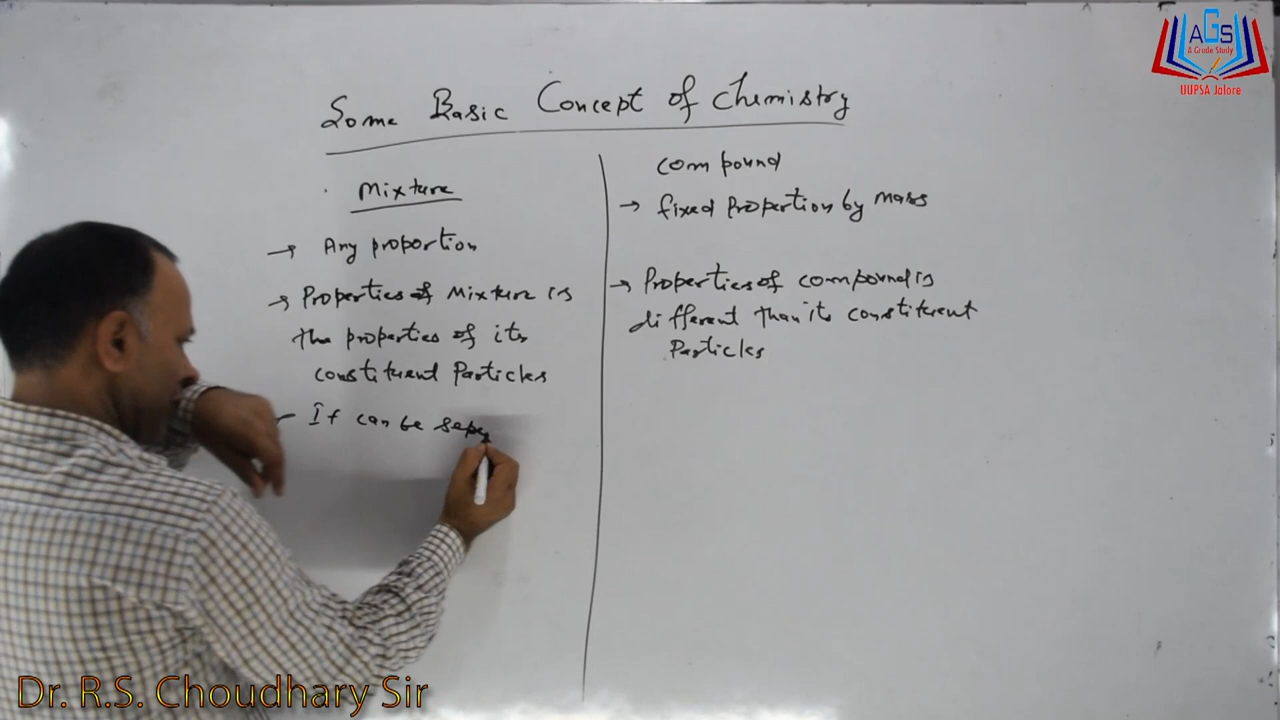 AGS
A Grade Study
UUPSA Jalore
Some Basic Concept of Chemistry
Mixture
→ Any proportion
→ Properties of Mixture is
the properties of its
constituent Particles
It can be sepe
compound
→ fixed Propertion by mass
→ Properties of compound is
different than its constituent
Particles
Dr. R.S. Choudhary Sir